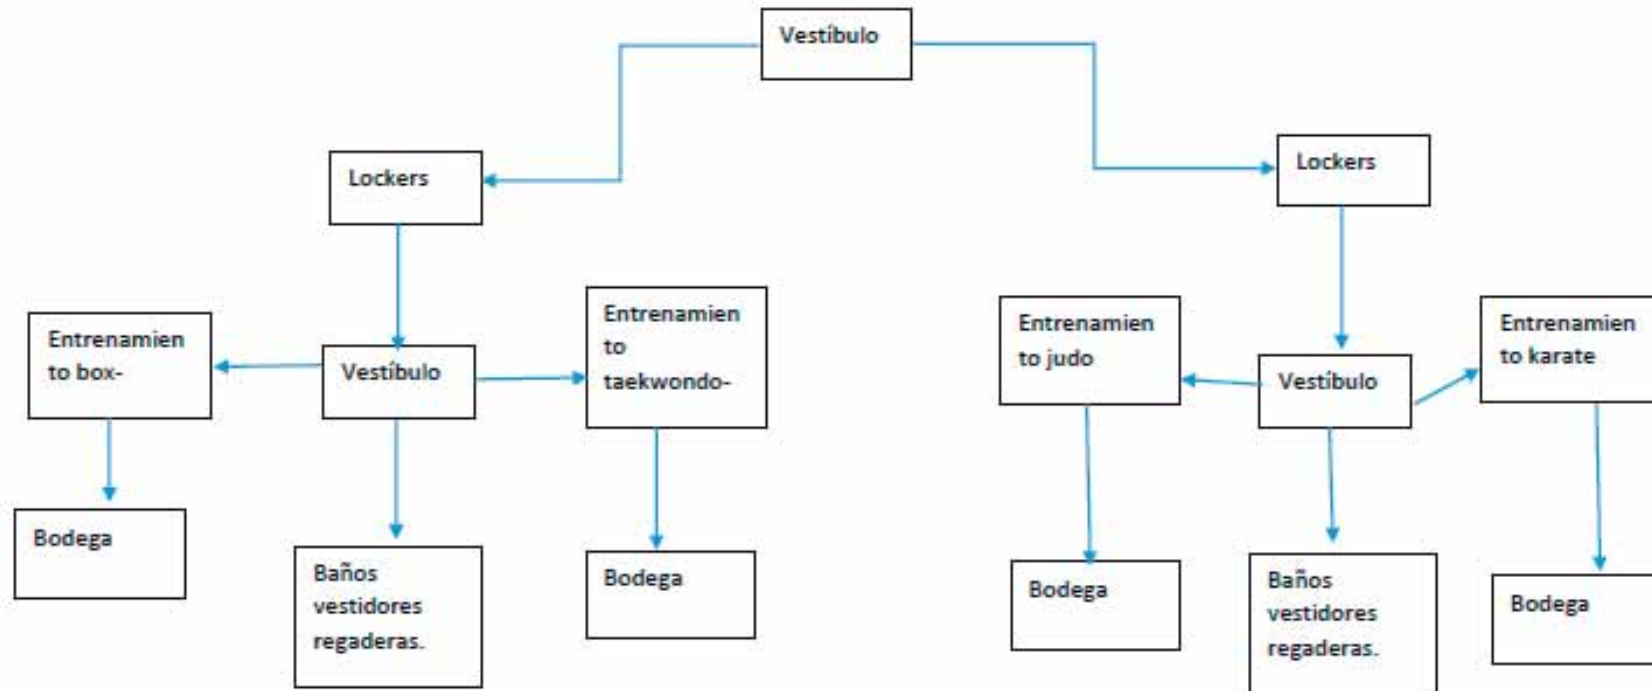 Vestíbulo
Lockers
Lockers
Entrenamien
to box-
Vestíbulo
Entrenamien
to
taekwondo-
Entrenamien
to judo
Vestíbulo
Entrenamien
to karate
Bodega
Baños
vestidores
regaderas.
Bodega
Bodega
Baños
vestidores
regaderas.
Bodega